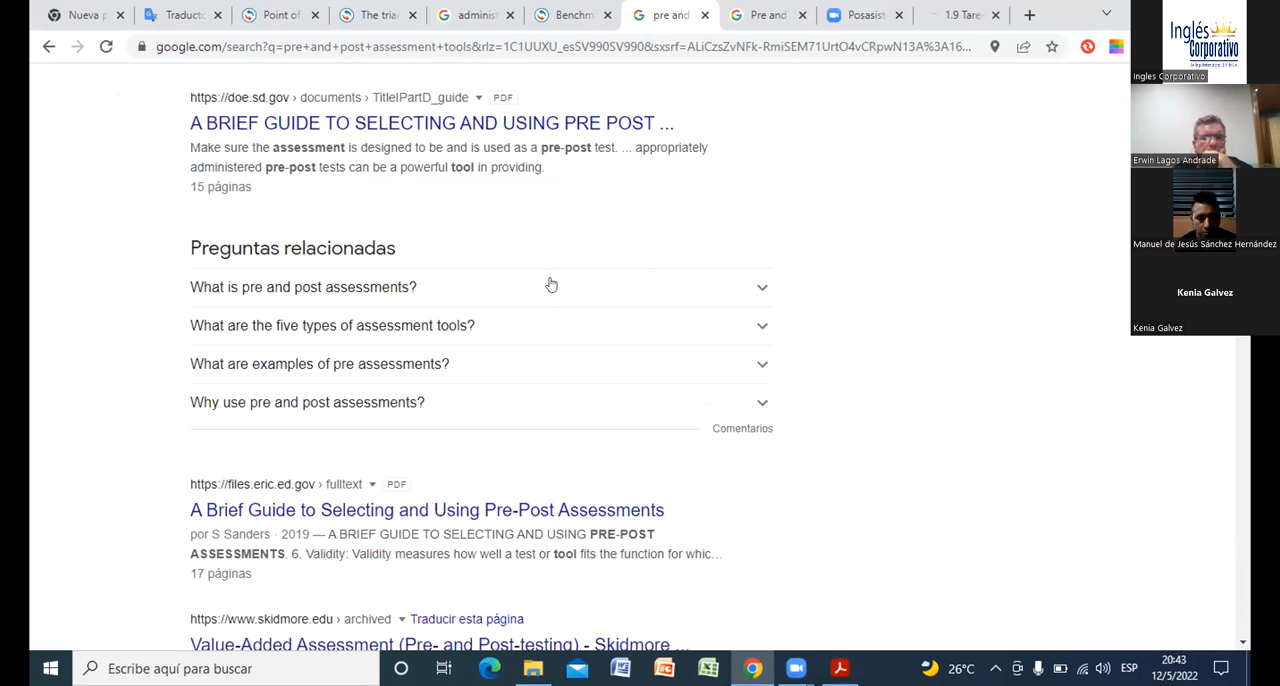 Nueva p
Traducto
Point of
The tria
adminis
Benchm
pre and
Pre and
Posasist
1.9 Tare
google.com/search?q=pre+and+post+assessment+tools&rlz=1C1UUXU_esSV990SV990&sxsrf=ALiCzsZvNFk-RmiSEM71UrtO4vCRpwN13A%3A16...
https://doe.sd.gov › documents › TitleIPartD_guide PDF
A BRIEF GUIDE TO SELECTING AND USING PRE POST ...
Make sure the assessment is designed to be and is used as a pre-post test. ... appropriately
administered pre-post tests can be a powerful tool in providing.
15 páginas
Preguntas relacionadas
What is pre and post assessments?
What are the five types of assessment tools?
What are examples of pre assessments?
Why use pre and post assessments?
Comentarios
https://files.eric.ed.gov › fulltext PDF
A Brief Guide to Selecting and Using Pre-Post Assessments
por S Sanders · 2019 — A BRIEF GUIDE TO SELECTING AND USING PRE-POST
ASSESSMENTS. 6. Validity: Validity measures how well a test or tool fits the function for whic...
17 páginas
https://www.skidmore.edu › archived Traducir esta página
Value-Added Assessment (Pre- and Post-testing) - Skidmore ...
Inglés
Corporativo
Ingles Corporativo
Erwin Lagos Andrade
Manuel de Jesús Sánchez Hernández
Kenia Galvez
Kenia Galvez
Escribe aquí para buscar
26°C
ESP
20:43
12/5/2022